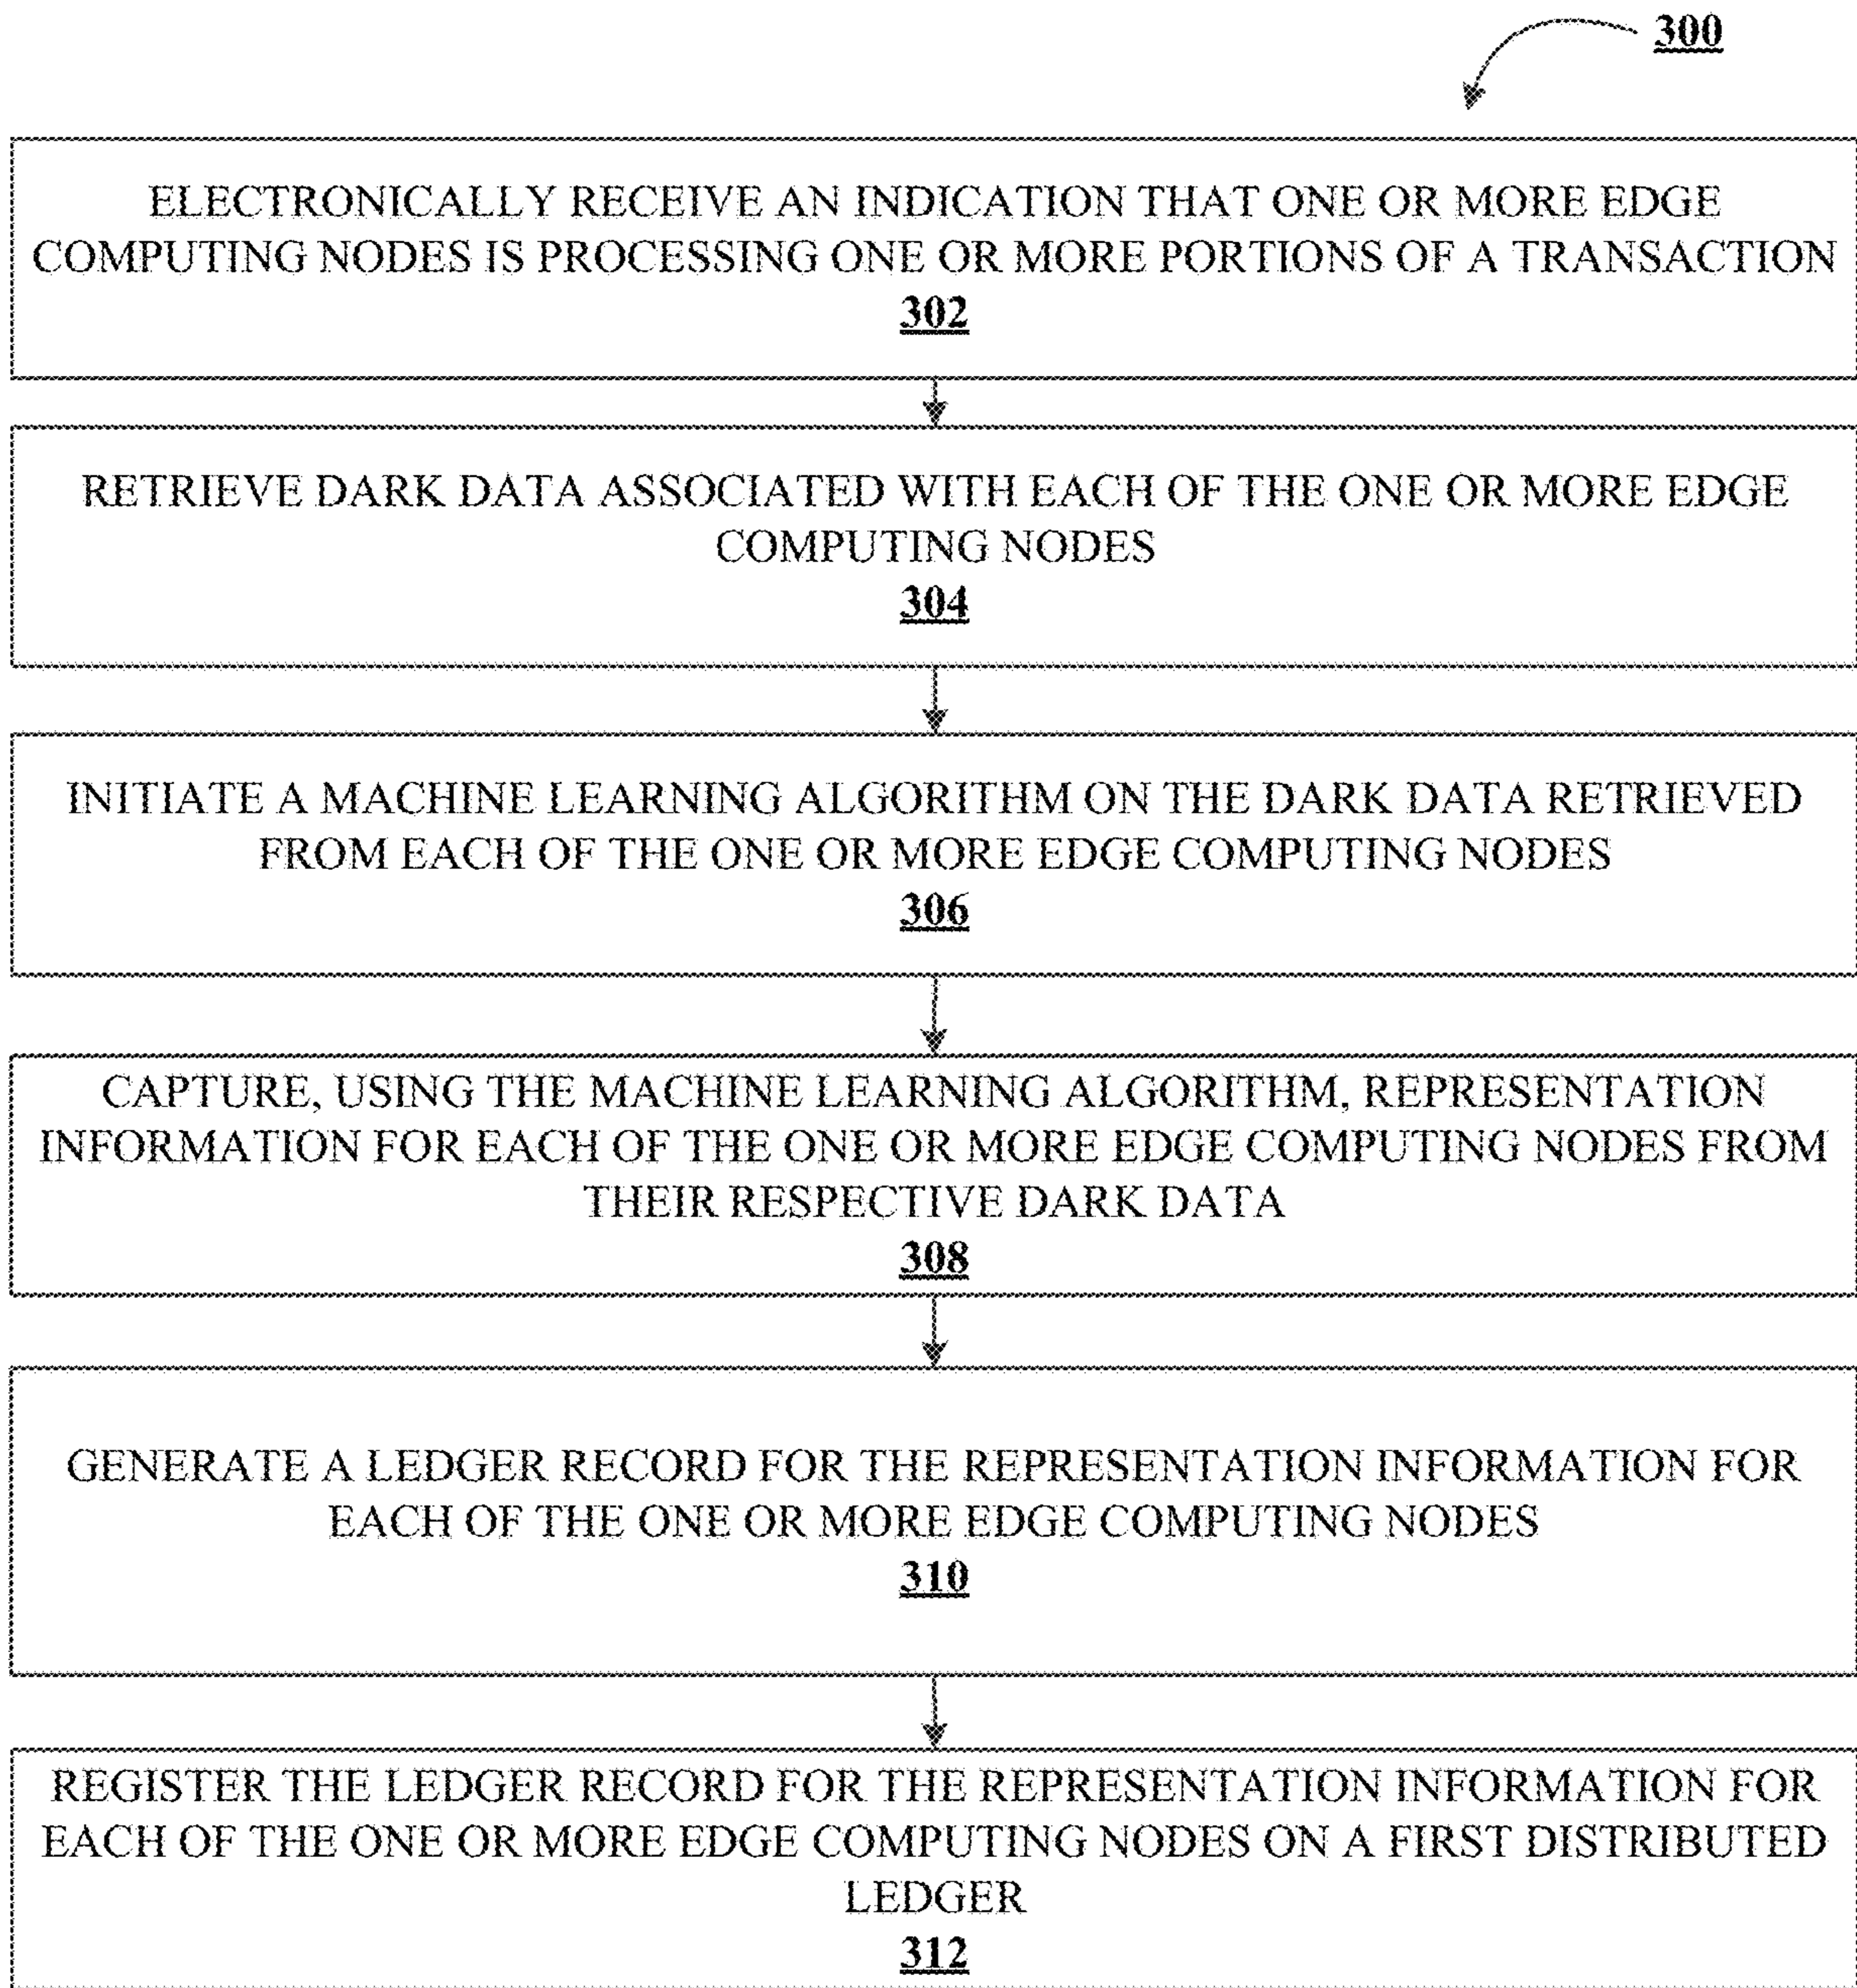 300
ELECTRONICALLY RECEIVE AN INDICATION THAT ONE OR MORE EDGE
COMPUTING NODES IS PROCESSING ONE OR MORE PORTIONS OF A TRANSACTION
302
RETRIEVE DARK DATA ASSOCIATED WITH EACH OF THE ONE OR MORE EDGE
COMPUTING NODES
304
INITIATE A MACHINE LEARNING ALGORITHM ON THE DARK DATA RETRIEVED
FROM EACH OF THE ONE OR MORE EDGE COMPUTING NODES
306
CAPTURE, USING THE MACHINE LEARNING ALGORITHM, REPRESENTATION
INFORMATION FOR EACH OF THE ONE OR MORE EDGE COMPUTING NODES FROM
THEIR RESPECTIVE DARK DATA
308
GENERATE A LEDGER RECORD FOR THE REPRESENTATION INFORMATION FOR
EACH OF THE ONE OR MORE EDGE COMPUTING NODES
310
REGISTER THE LEDGER RECORD FOR THE REPRESENTATION INFORMATION FOR
EACH OF THE ONE OR MORE EDGE COMPUTING NODES ON A FIRST DISTRIBUTED
LEDGER
312